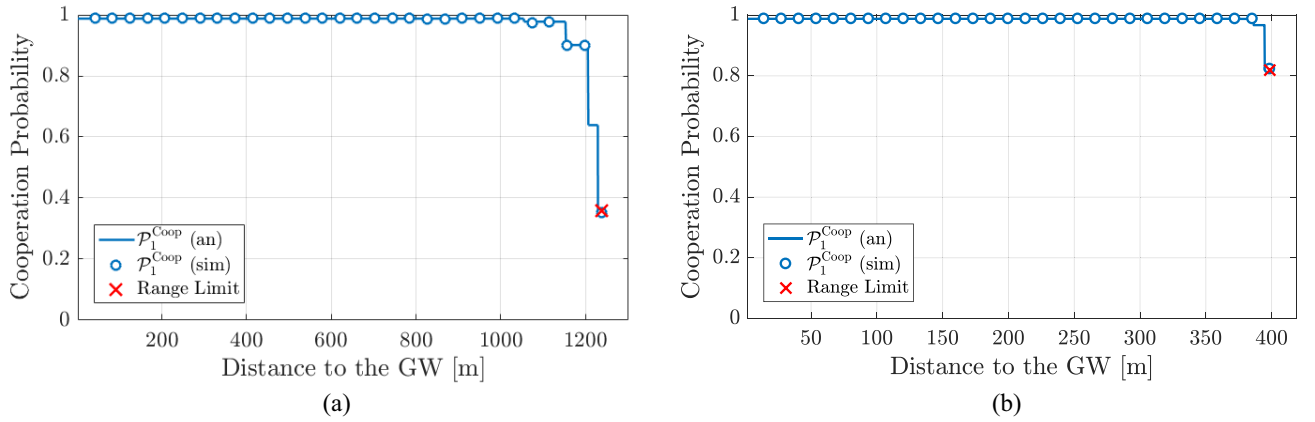 1
0.8
0.6
0.4
0.2
0
Cooperation Probability
𝒫₁^Coop (an)
𝒫₁^Coop (sim)
Range Limit
200 400 600 800 1000 1200
Distance to the GW [m]
(a)
1
0.8
0.6
0.4
0.2
0
Cooperation Probability
𝒫₁^Coop (an)
𝒫₁^Coop (sim)
Range Limit
50 100 150 200 250 300 350 400
Distance to the GW [m]
(b)